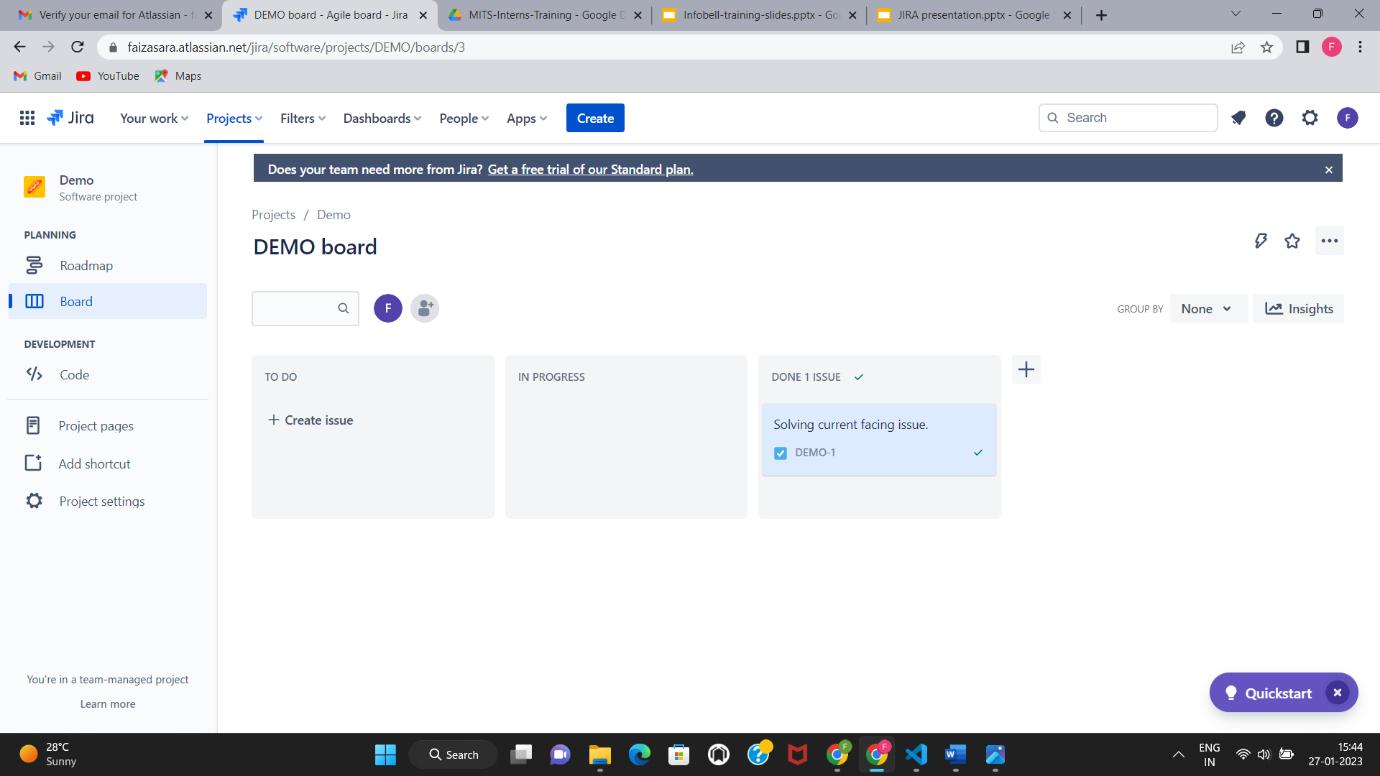 Verify your email for Atlassian - f
DEMO board - Agile board - Jira
MITS-Interns-Training - Google D
Infobell-training-slides.pptx - Go
JIRA presentation.pptx - Google S
faizasara.atlassian.net/jira/software/projects/DEMO/boards/3
F
Gmail YouTube Maps
Jira Your work Projects Filters Dashboards People Apps Create Search F
Does your team need more from Jira? Get a free trial of our Standard plan.
Demo
Software project
Projects / Demo
DEMO board
PLANNING
Roadmap
Board
F
GROUP BY None Insights
DEVELOPMENT
Code
TO DO
Create issue
IN PROGRESS
DONE 1 ISSUE
Solving current facing issue.
DEMO-1
Project pages
Add shortcut
Project settings
You're in a team-managed project
Learn more
Quickstart
28°C
Sunny
Search
F
F
ENG
IN
15:44
27-01-2023